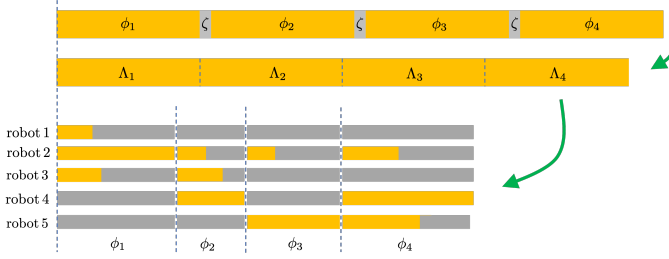 ϕ₁ ζ ϕ₂ ζ ϕ₃ ζ ϕ₄
Λ₁ Λ₂ Λ₃ Λ₄
robot 1
robot 2
robot 3
robot 4
robot 5
ϕ₁ ϕ₂ ϕ₃ ϕ₄